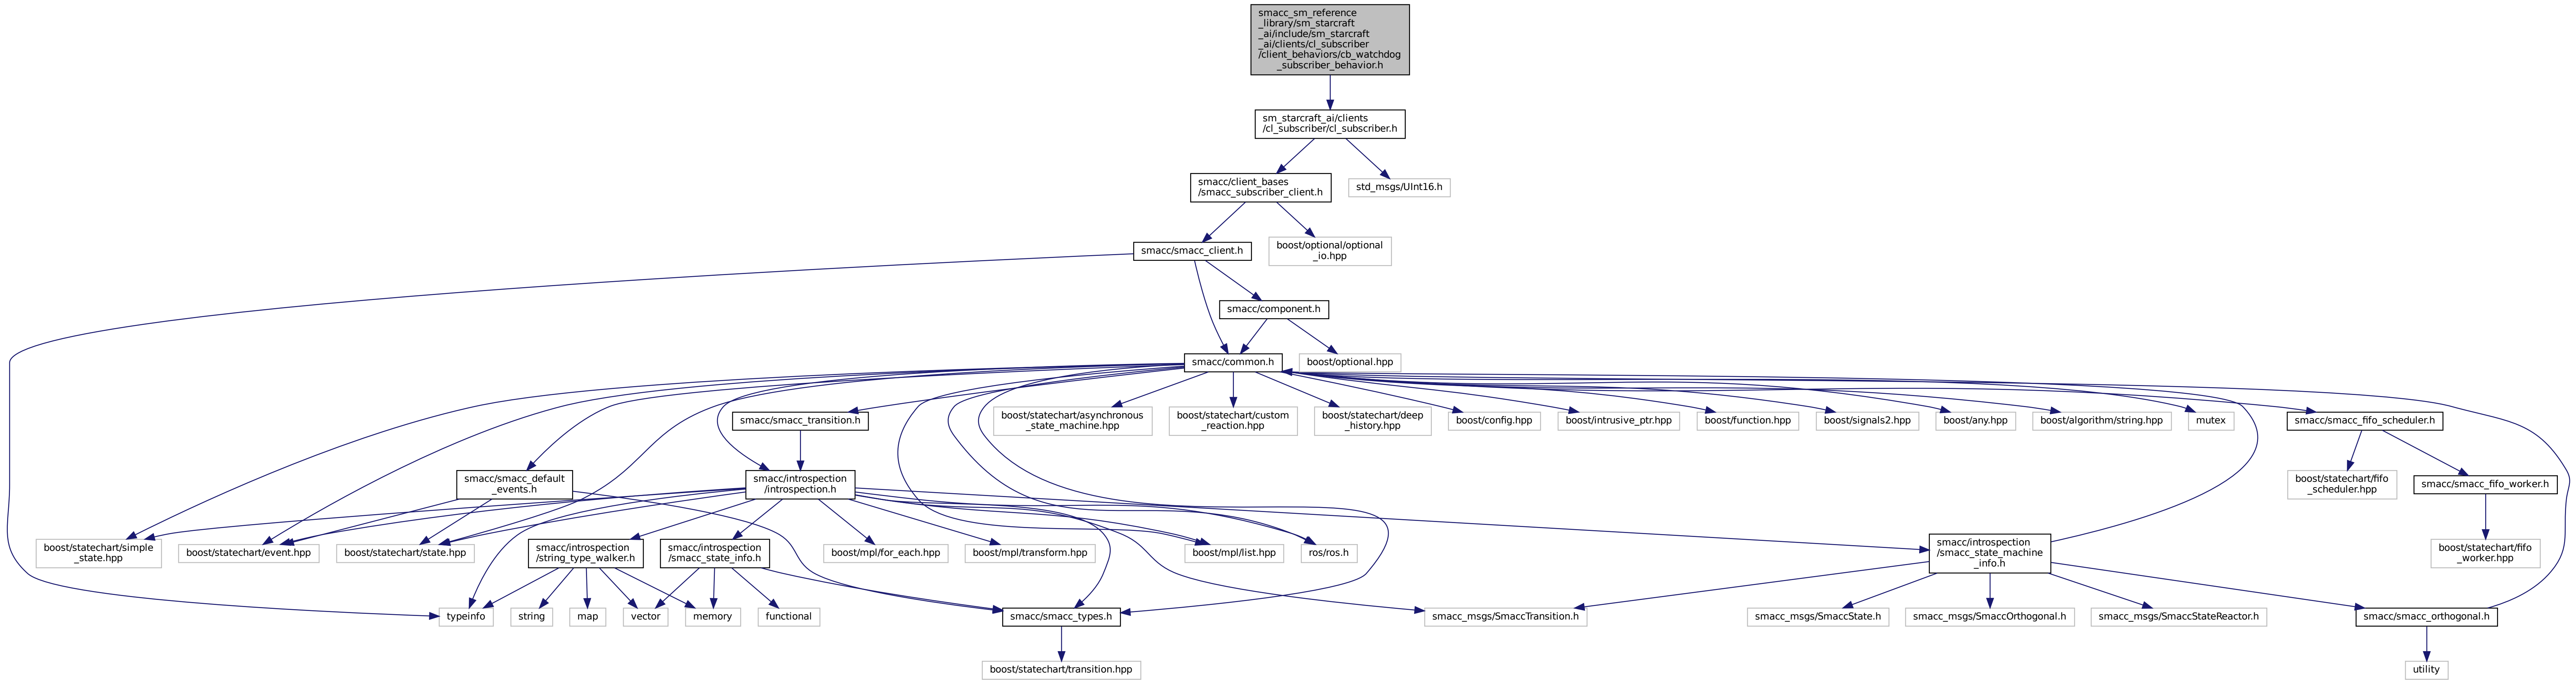 smacc_sm_reference
_library/sm_starcraft
_ai/include/sm_starcraft
_ai/clients/cl_subscriber
/client_behaviors/cb_watchdog
_subscriber_behavior.h
sm_starcraft_ai/clients
/cl_subscriber/cl_subscriber.h
smacc/client_bases
/smacc_subscriber_client.h
std_msgs/UInt16.h
smacc/smacc_client.h
boost/optional/optional
_io.hpp
smacc/component.h
smacc/common.h
boost/optional.hpp
smacc/smacc_transition.h
boost/statechart/asynchronous
_state_machine.hpp
boost/statechart/custom
_reaction.hpp
boost/statechart/deep
_history.hpp
boost/config.hpp
boost/intrusive_ptr.hpp
boost/function.hpp
boost/signals2.hpp
boost/any.hpp
boost/algorithm/string.hpp
mutex
smacc/smacc_fifo_scheduler.h
smacc/smacc_default
_events.h
smacc/introspection
/introspection.h
boost/statechart/fifo
_scheduler.hpp
smacc/smacc_fifo_worker.h
boost/statechart/simple
_state.hpp
boost/statechart/event.hpp
boost/statechart/state.hpp
smacc/introspection
/string_type_walker.h
smacc/introspection
/smacc_state_info.h
boost/mpl/for_each.hpp
boost/mpl/transform.hpp
boost/mpl/list.hpp
ros/ros.h
smacc/introspection
/smacc_state_machine
_info.h
boost/statechart/fifo
_worker.hpp
typeinfo
string
map
vector
memory
functional
smacc/smacc_types.h
smacc_msgs/SmaccTransition.h
smacc_msgs/SmaccState.h
smacc_msgs/SmaccOrthogonal.h
smacc_msgs/SmaccStateReactor.h
smacc/smacc_orthogonal.h
boost/statechart/transition.hpp
utility